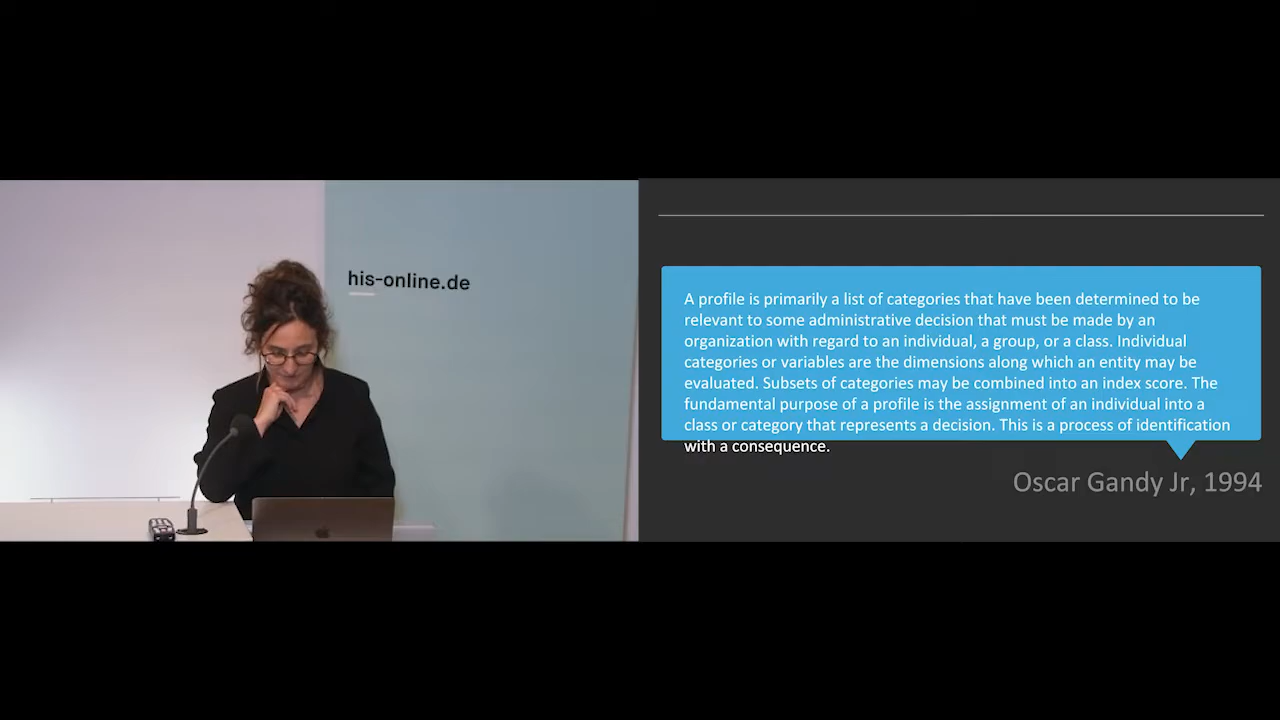 his-online.de
A profile is primarily a list of categories that have been determined to be
relevant to some administrative decision that must be made by an
organization with regard to an individual, a group, or a class. Individual
categories or variables are the dimensions along which an entity may be
evaluated. Subsets of categories may be combined into an index score. The
fundamental purpose of a profile is the assignment of an individual into a
class or category that represents a decision. This is a process of identification
with a consequence.
Oscar Gandy Jr, 1994